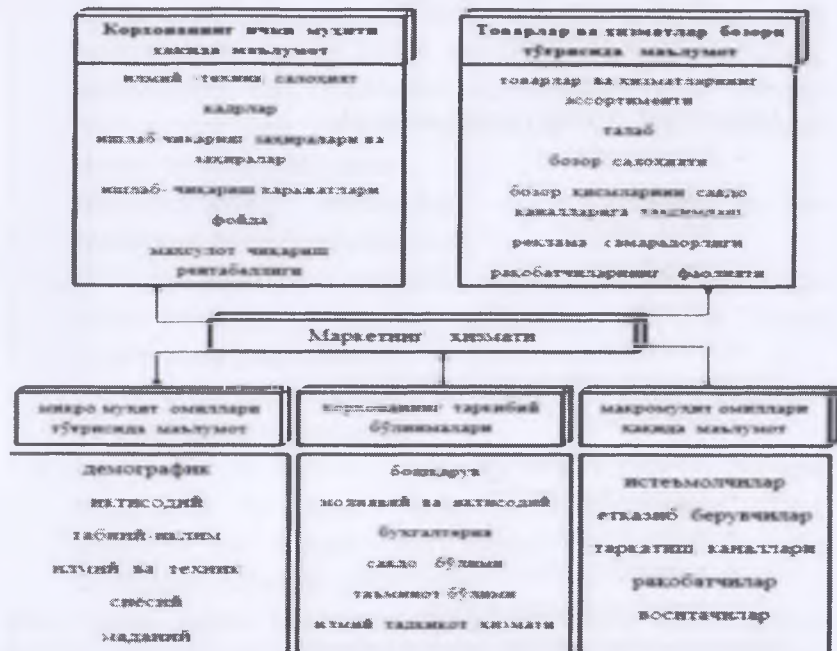 Корхонанинг ички муҳити
ҳақида маълумот
илмий техник салоҳият
кадрлар
ишлаб чиқариш захиралари ва
захиралар
ишлаб- чиқариш харажатлари
фойда
махсулот чиқариш
рентабеллиги
Товарлар ва хизматлар бозори
тўғрисида маълумот
товарлар ва хизматларнинг
ассортименти
талаб
бозор салоҳияти
бозор қисмларини савдо
каналларига
реклама самарадорлиги
рақобатчиларнинг фаолияти
Маркетинг хизмати
микро муҳит омиллари
тўғрисида маълумот
демографик
иқтисодий
табиий-иқлим
илмий ва техник
сиёсий
маданий
корхонанинг таркибий
бўлинмалари
бошқарув
молиявий ва иқтисодий
бухгалтерия
савдо бўлими
таъминот бўлими
илмий тадқиқот хизмати
макромуҳит омиллари
ҳақида маълумот
истеъмолчилар
етказиб берувчилар
тарқатиш каналлари
рақобатчилар
воситачилар